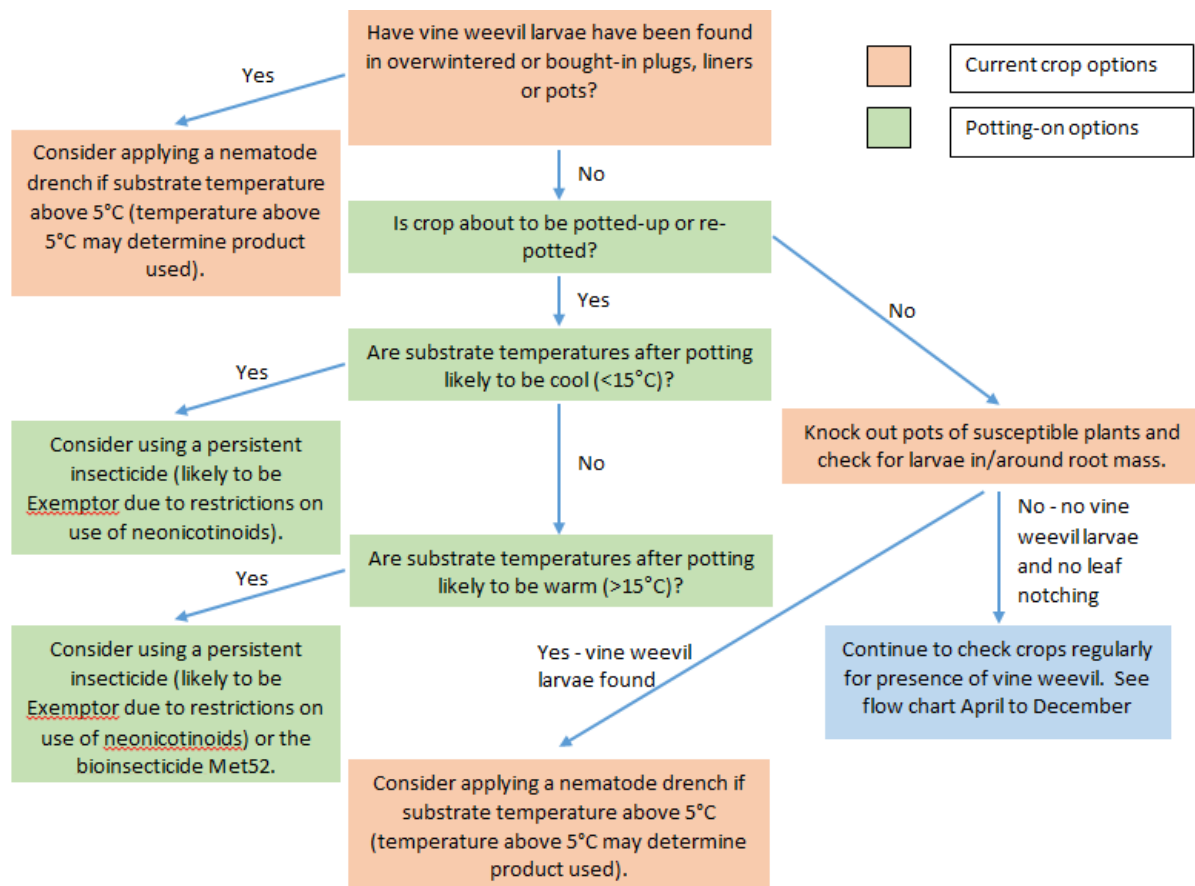 Have vine weevil larvae have been found
in overwintered or bought-in plugs, liners
or pots?
Current crop options
Potting-on options
Yes
Consider applying a nematode
drench if substrate temperature
above 5°C (temperature above
5°C may determine product
used).
No
Is crop about to be potted-up or re-
potted?
Yes
No
Are substrate temperatures after potting
likely to be cool (<15°C)?
Yes
Consider using a persistent
insecticide (likely to be
Exemptor due to restrictions on
use of neonicotinoids).
No
Knock out pots of susceptible plants and
check for larvae in/around root mass.
Are substrate temperatures after potting
likely to be warm (>15°C)?
Yes
Consider using a persistent
insecticide (likely to be
Exemptor due to restrictions on
use of neonicotinoids) or the
bioinsecticide Met52.
No - no vine
weevil larvae
and no leaf
notching
Yes - vine weevil
larvae found
Continue to check crops regularly
for presence of vine weevil. See
flow chart April to December
Consider applying a nematode drench if
substrate temperature above 5°C
(temperature above 5°C may determine
product used).